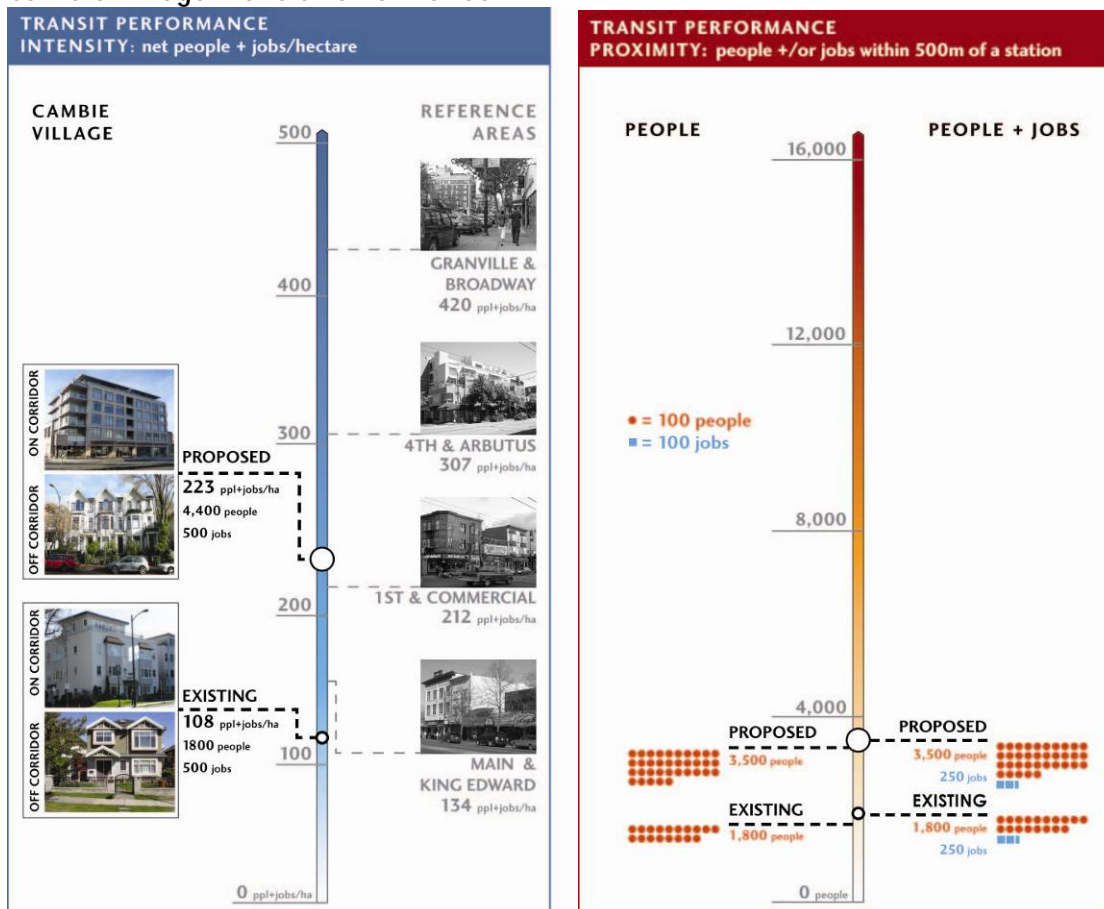 TRANSIT PERFORMANCE
INTENSITY: net people + jobs/hectare
CAMBIE
VILLAGE
REFERENCE
AREAS
500
400
300
200
100
0 ppl+jobs/ha
GRANVILLE &
BROADWAY
420 ppl+jobs/ha
4TH & ARBUTUS
307 ppl+jobs/ha
1ST & COMMERCIAL
212 ppl+jobs/ha
MAIN &
KING EDWARD
134 ppl+jobs/ha
ON CORRIDOR
OFF CORRIDOR
PROPOSED
223 ppl+jobs/ha
4,400 people
500 jobs
ON CORRIDOR
OFF CORRIDOR
EXISTING
108 ppl+jobs/ha
1800 people
500 jobs
TRANSIT PERFORMANCE
PROXIMITY: people +/or jobs within 500m of a station
PEOPLE
PEOPLE + JOBS
16,000
12,000
8,000
4,000
0 people
= 100 people
= 100 jobs
PROPOSED
3,500 people
EXISTING
1,800 people
PROPOSED
3,500 people
250 jobs
EXISTING
1,800 people
250 jobs